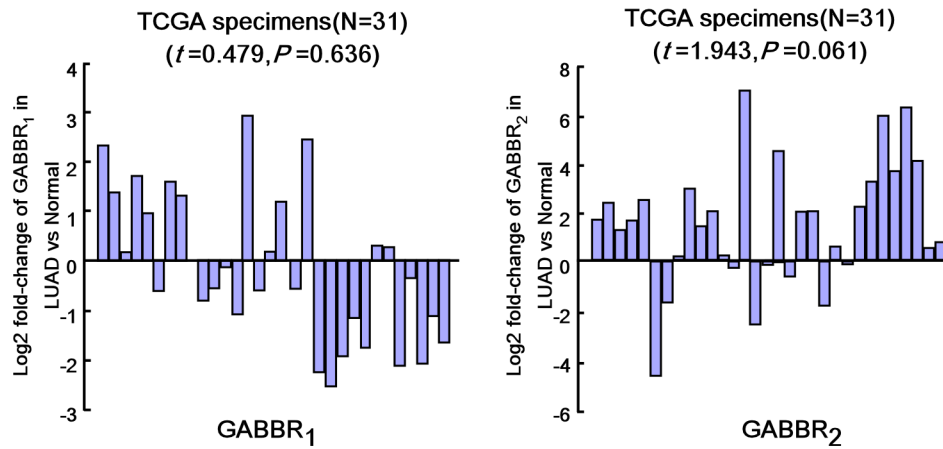 TCGA specimens(N=31)
(t=0.479,P=0.636)
Log2 fold-change of GABBR1 in
LUAD vs Normal
4
3
2
1
0
-1
-2
-3
GABBR1
TCGA specimens(N=31)
(t=1.943,P=0.061)
Log2 fold-change of GABBR2 in
LUAD vs Normal
8
6
4
2
0
-2
-4
-6
GABBR2